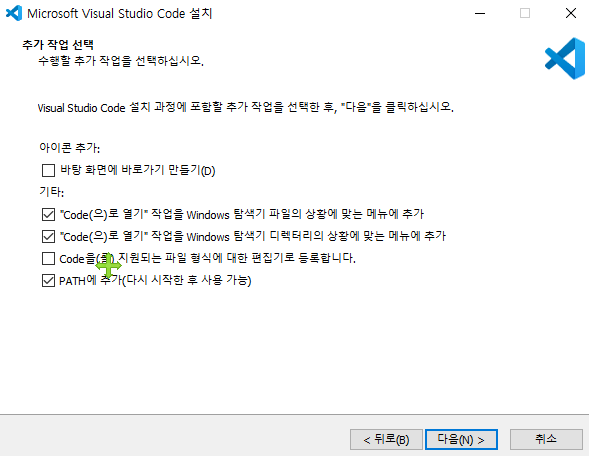 Microsoft Visual Studio Code 설치
추가 작업 선택
수행할 추가 작업을 선택하십시오.
Visual Studio Code 설치 과정에 포함할 추가 작업을 선택한 후, "다음"을 클릭하십시오.
아이콘 추가:
바탕 화면에 바로가기 만들기(D)
기타:
"Code(으)로 열기" 작업을 Windows 탐색기 파일의 상황에 맞는 메뉴에 추가
"Code(으)로 열기" 작업을 Windows 탐색기 디렉터리의 상황에 맞는 메뉴에 추가
Code을(를) 지원되는 파일 형식에 대한 편집기로 등록합니다.
PATH에 추가(다시 시작한 후 사용 가능)
< 뒤로(B) 다음(N) > 취소